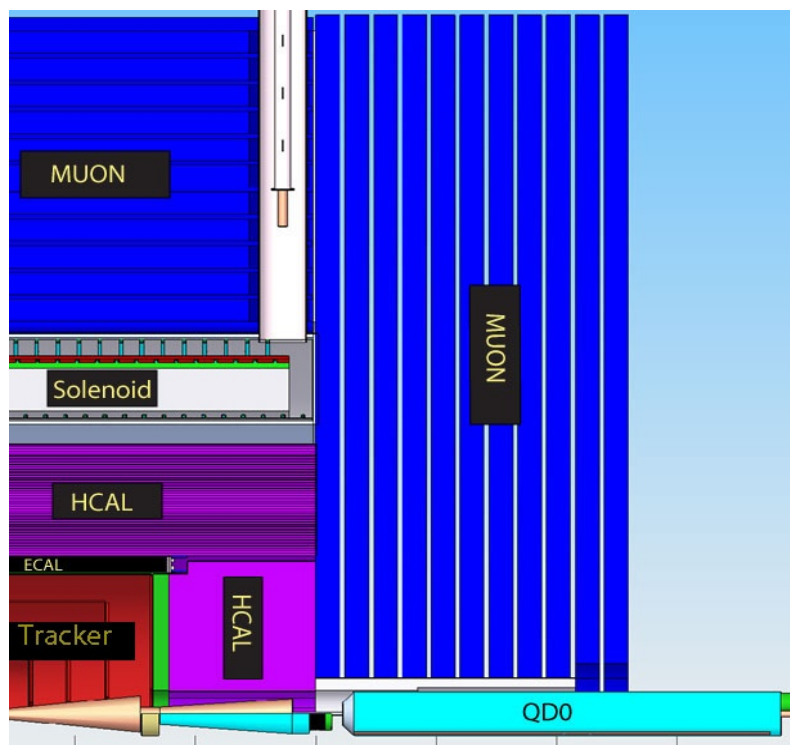 MUON
MUON
Solenoid
HCAL
ECAL
HCAL
Tracker
QD0